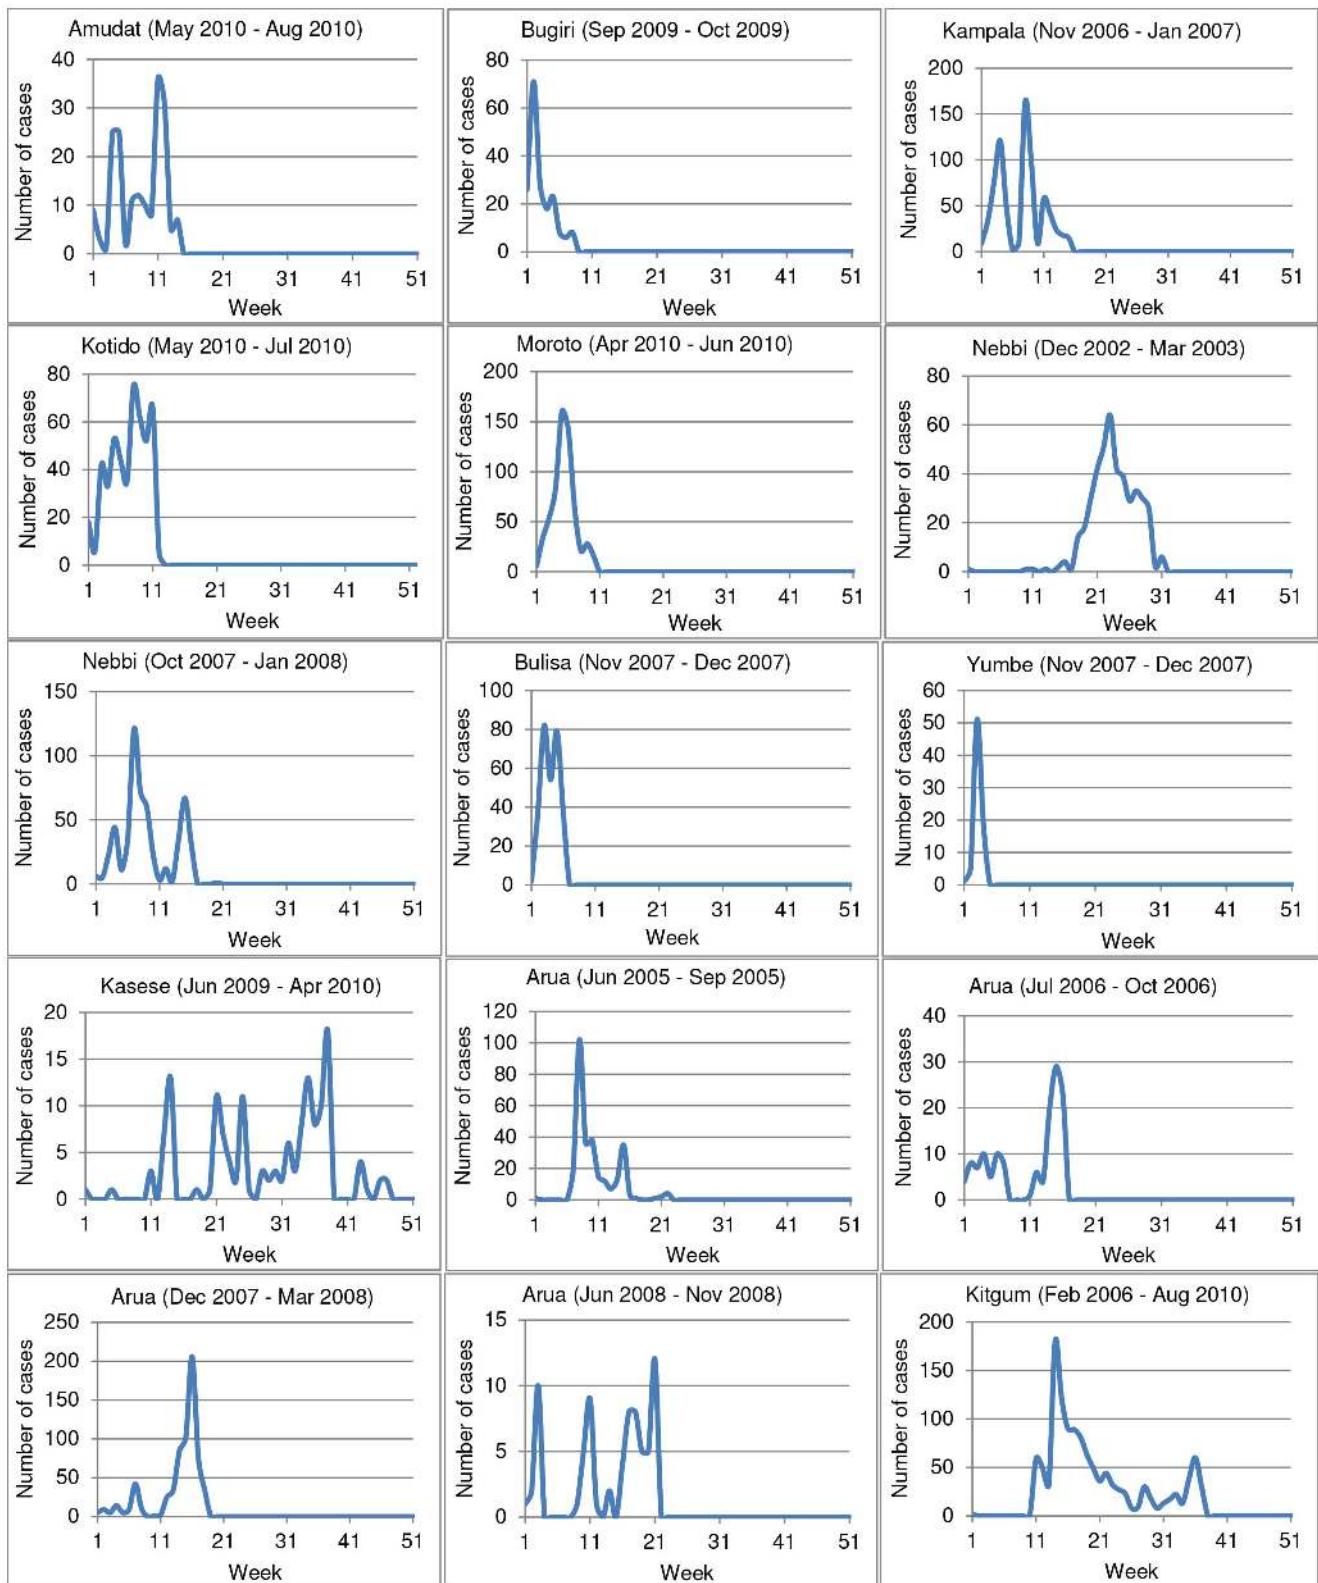 Amudat (May 2010 - Aug 2010)
Number of cases
40
30
20
10
0
1 11 21 31 41 51
Week
Bugiri (Sep 2009 - Oct 2009)
Number of cases
80
60
40
20
0
1 11 21 31 41 51
Week
Kampala (Nov 2006 - Jan 2007)
Number of cases
200
150
100
50
0
1 11 21 31 41 51
Week
Kotido (May 2010 - Jul 2010)
Number of cases
80
60
40
20
0
1 11 21 31 41 51
Week
Moroto (Apr 2010 - Jun 2010)
Number of cases
200
150
100
50
0
1 11 21 31 41 51
Week
Nebbi (Dec 2002 - Mar 2003)
Number of cases
80
60
40
20
0
1 11 21 31 41 51
Week
Nebbi (Oct 2007 - Jan 2008)
Number of cases
150
100
50
0
1 11 21 31 41 51
Week
Bulisa (Nov 2007 - Dec 2007)
Number of cases
100
80
60
40
20
0
1 11 21 31 41 51
Week
Yumbe (Nov 2007 - Dec 2007)
Number of cases
60
50
40
30
20
10
0
1 11 21 31 41 51
Week
Kasese (Jun 2009 - Apr 2010)
Number of cases
20
15
10
5
0
1 11 21 31 41 51
Week
Arua (Jun 2005 - Sep 2005)
Number of cases
120
100
80
60
40
20
0
1 11 21 31 41 51
Week
Arua (Jul 2006 - Oct 2006)
Number of cases
40
30
20
10
0
1 11 21 31 41 51
Week
Arua (Dec 2007 - Mar 2008)
Number of cases
250
200
150
100
50
0
1 11 21 31 41 51
Week
Arua (Jun 2008 - Nov 2008)
Number of cases
15
10
5
0
1 11 21 31 41 51
Week
Kitgum (Feb 2006 - Aug 2010)
Number of cases
200
150
100
50
0
1 11 21 31 41 51
Week